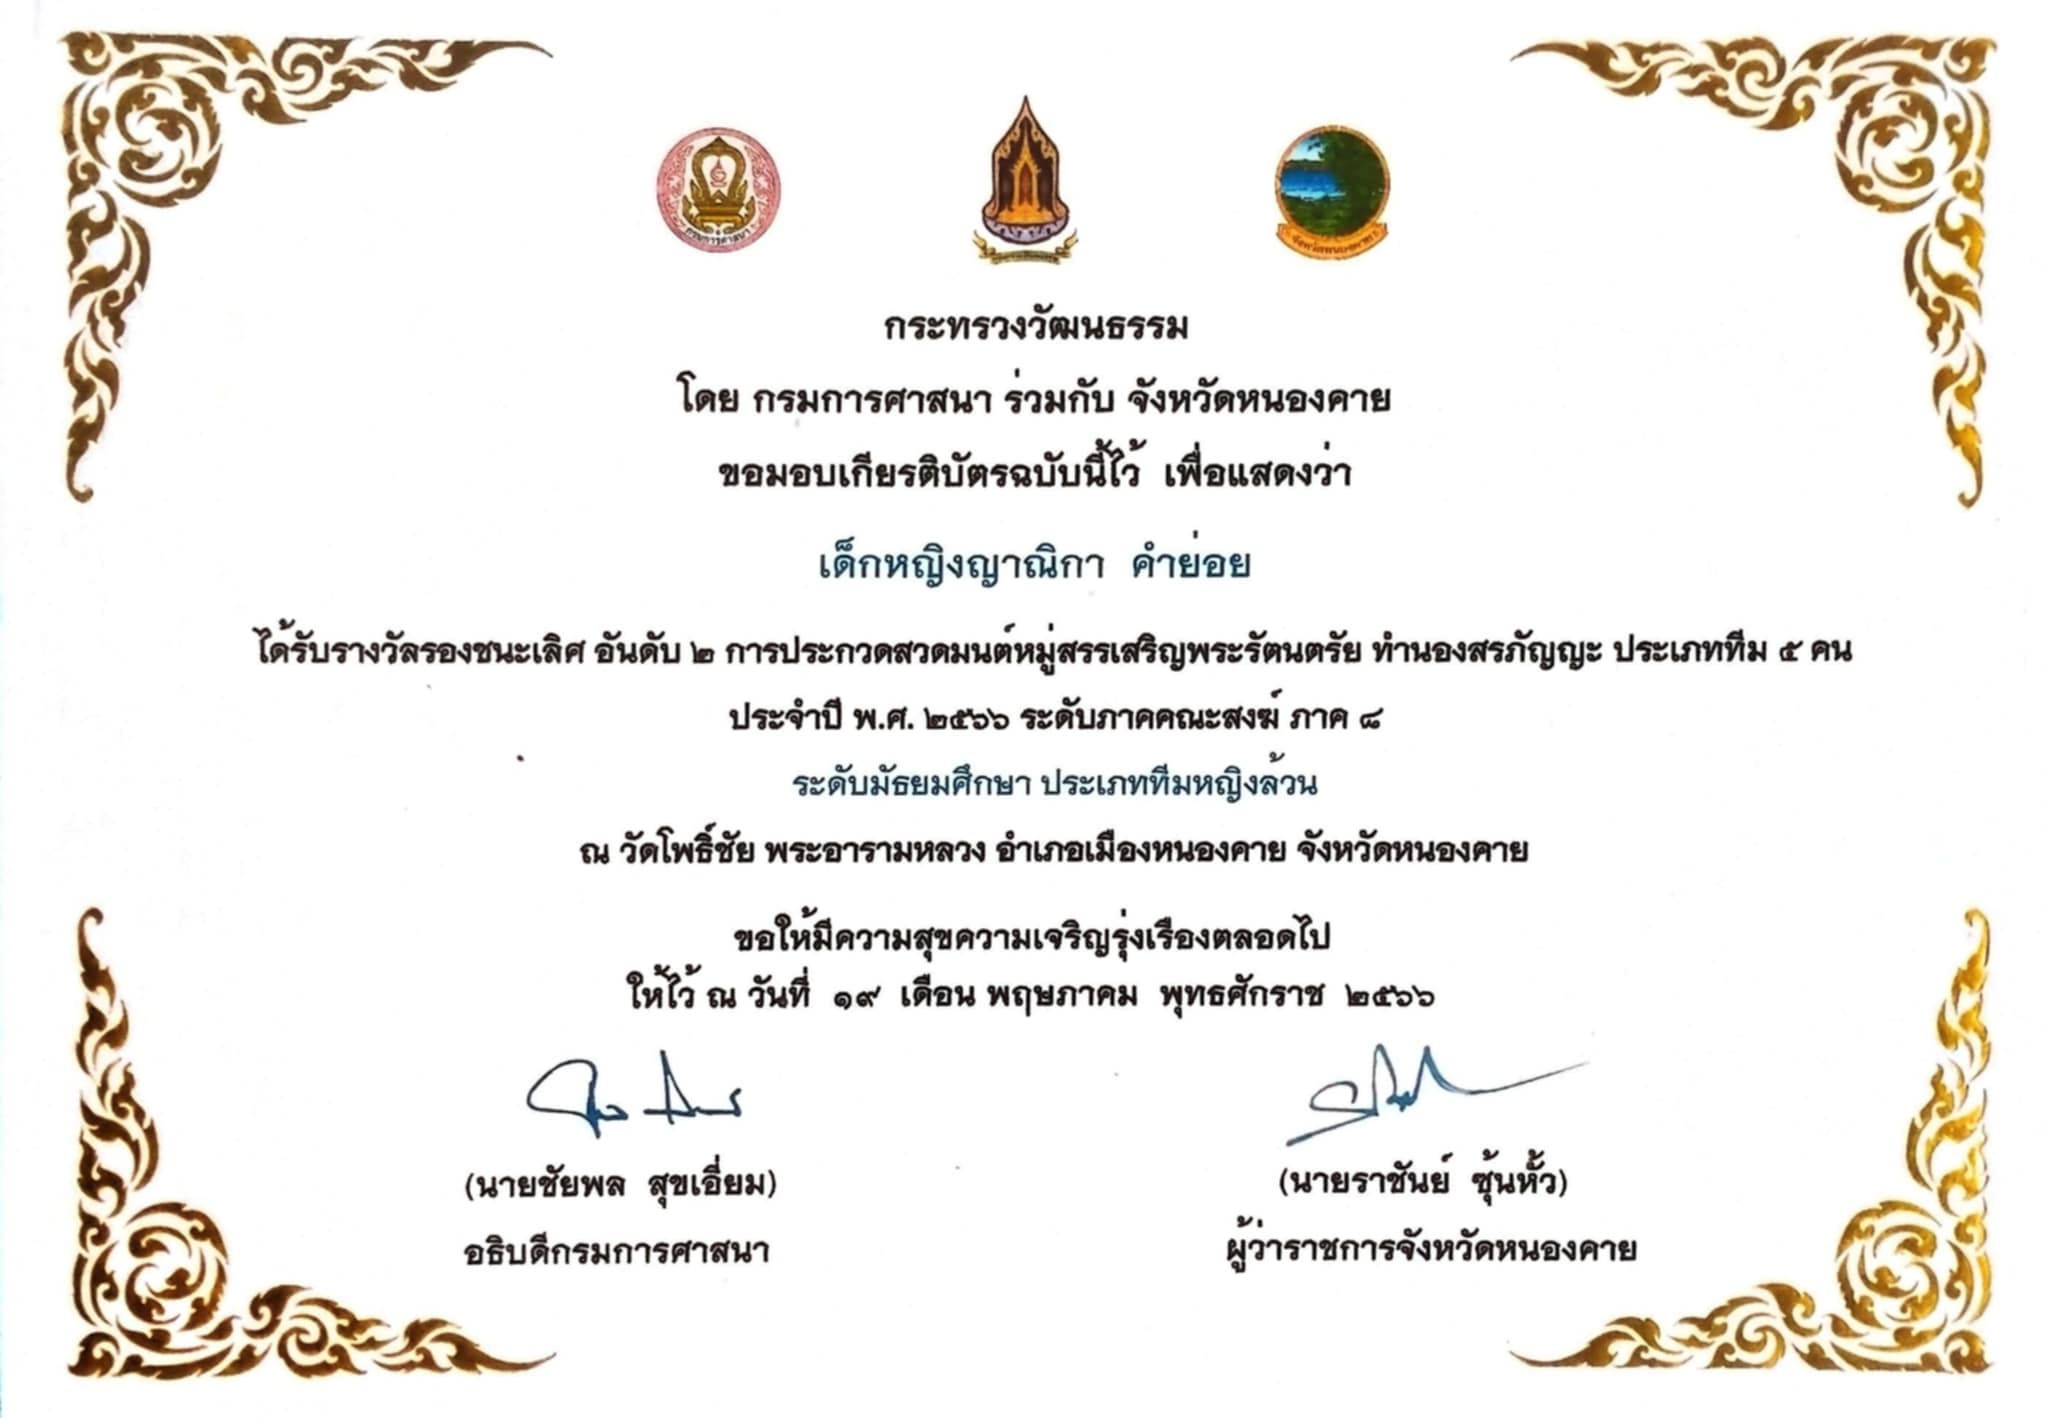 กรมการศาสนา
กระทรวงวัฒนธรรม
โดย กรมการศาสนา ร่วมกับ จังหวัดหนองคาย
ขอมอบเกียรติบัตรฉบับนี้ไว้ เพื่อแสดงว่า
เด็กหญิงญาณิกา คำย่อย
ได้รับรางวัลรองชนะเลิศ อันดับ ๒ การประกวดสวดมนต์หมู่สรรเสริญพระรัตนตรัย ทำนองสรภัญญะ ประเภททีม ๕ คน
ประจำปี พ.ศ. ๒๕๖๖ ระดับภาคคณะสงฆ์ ภาค ๘
ระดับมัธยมศึกษา ประเภททีมหญิงล้วน
ณ วัดโพธิ์ชัย พระอารามหลวง อำเภอเมืองหนองคาย จังหวัดหนองคาย
ขอให้มีความสุขความเจริญรุ่งเรืองตลอดไป
ให้ไว้ ณ วันที่ ๑๙ เดือน พฤษภาคม พุทธศักราช ๒๕๖๖
(นายชัยพล สุขเอี่ยม) (นายราชันย์ ซุ้นหั้ว)
อธิบดีกรมการศาสนา ผู้ว่าราชการจังหวัดหนองคาย